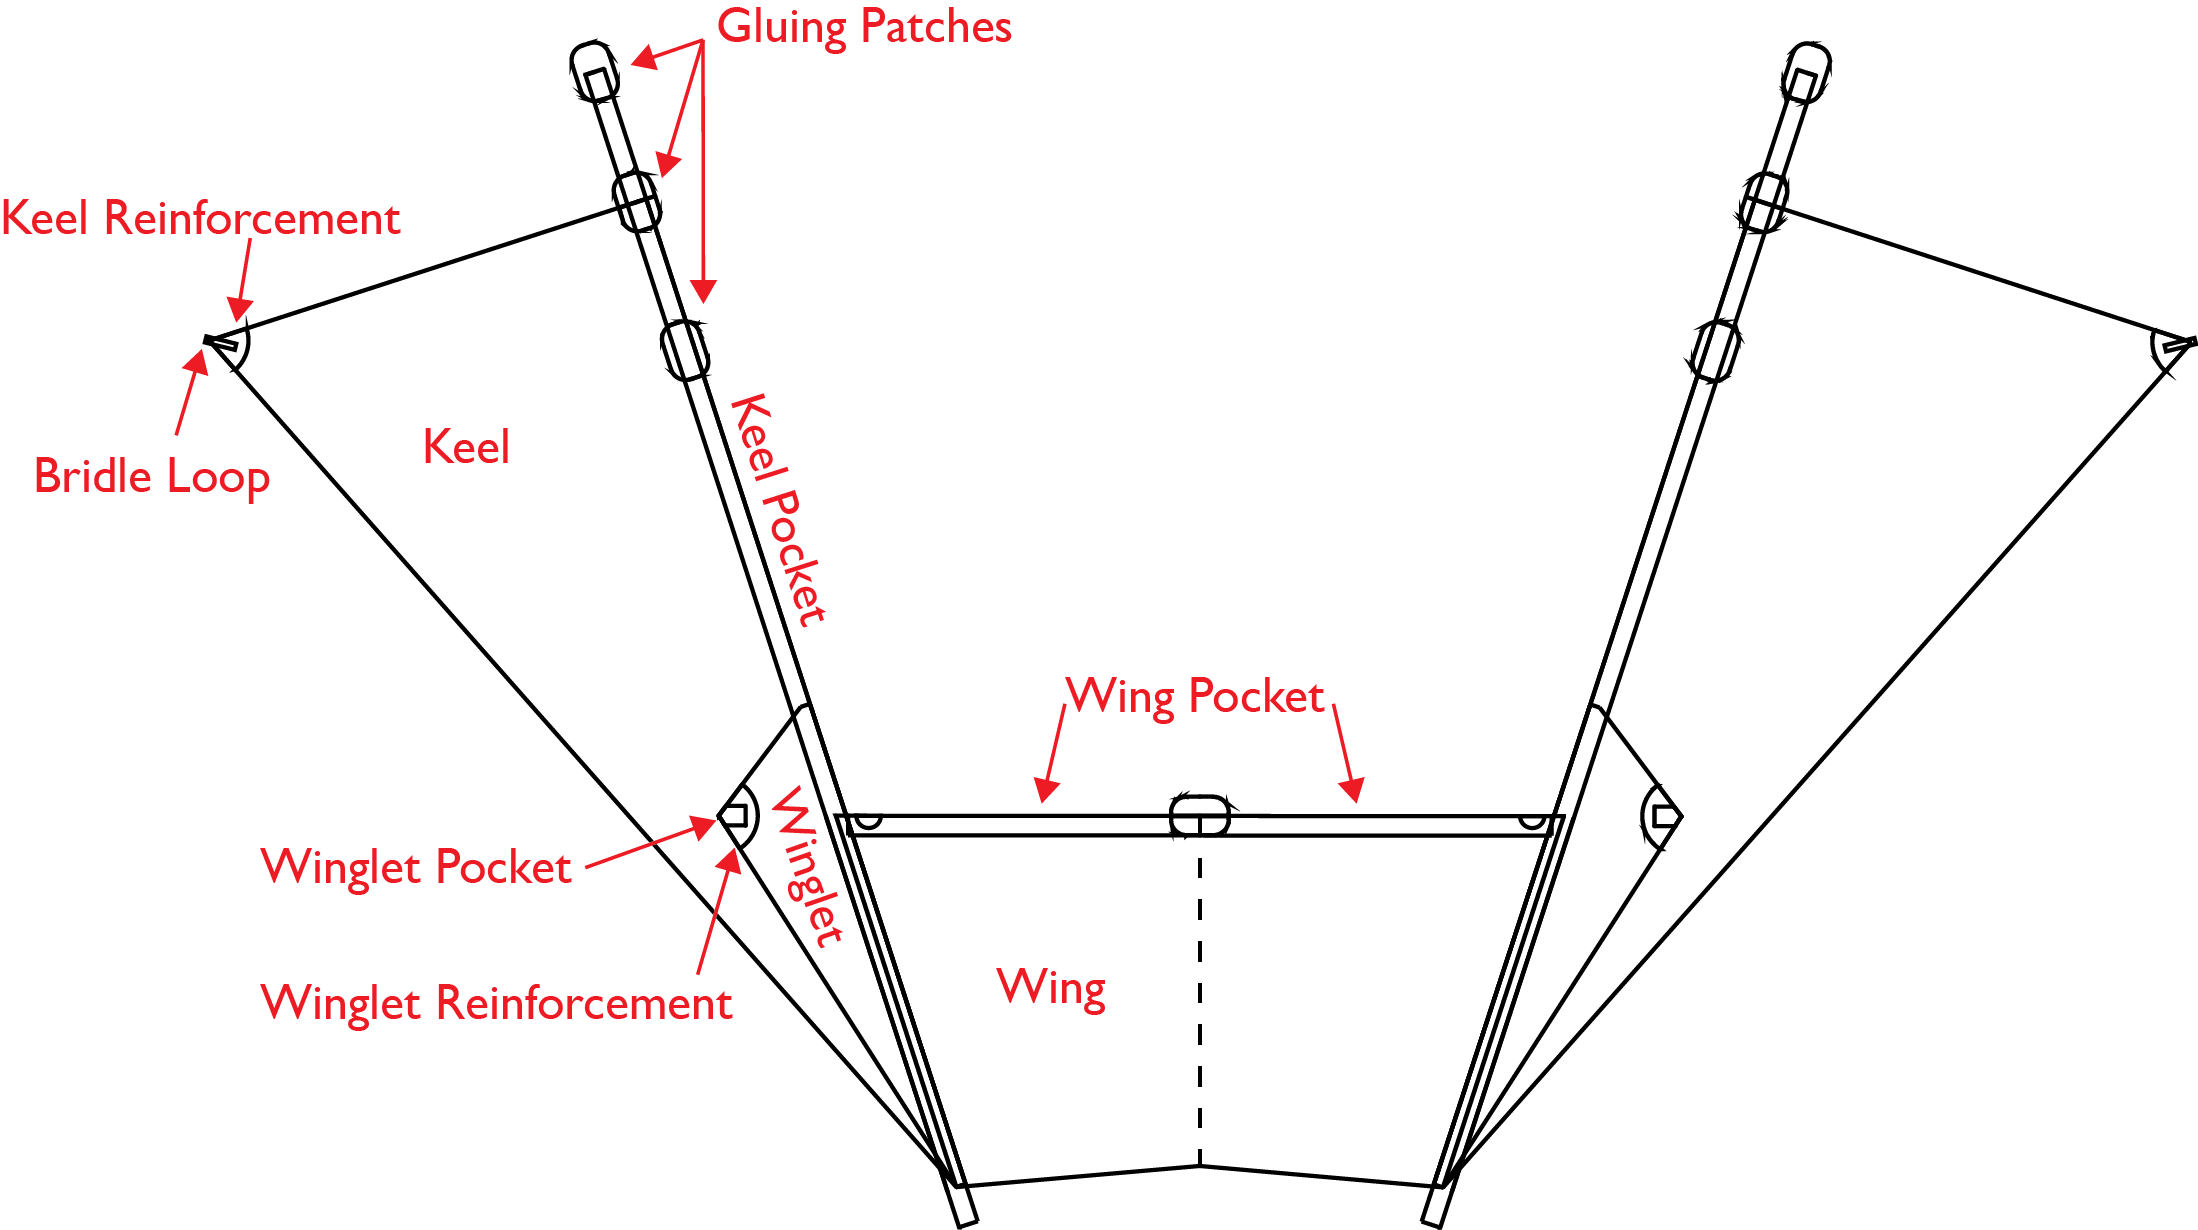 Gluing Patches
Keel Reinforcement
Keel
Bridle Loop
Keel Pocket
Wing Pocket
Winglet Pocket
Winglet
Wing
Winglet Reinforcement